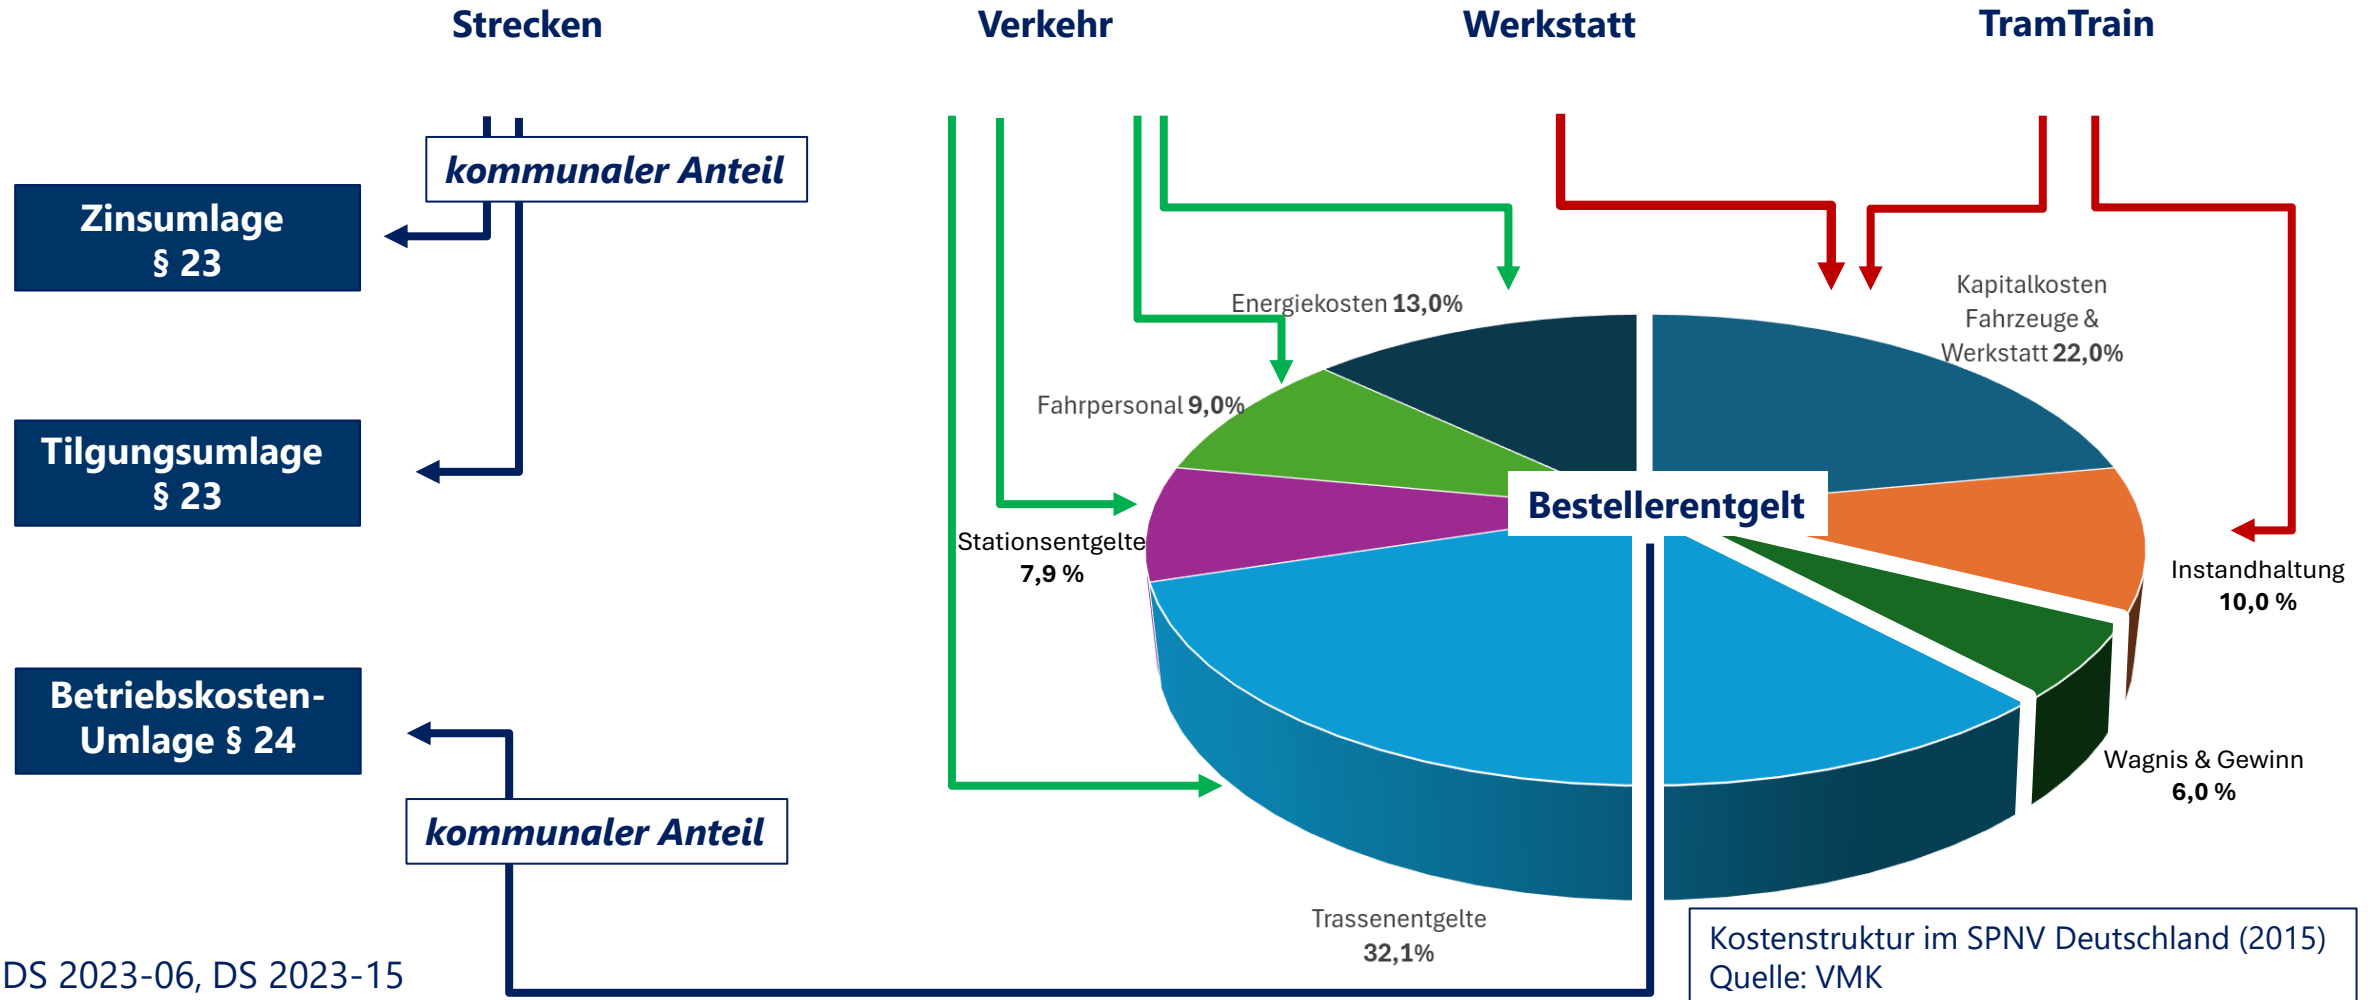 Strecken
Verkehr
Werkstatt
TramTrain
kommunaler Anteil
Zinsumlage
§ 23
Tilgungsumlage
§ 23
Betriebskosten-
Umlage § 24
kommunaler Anteil
Energiekosten 13,0%
Kapitalkosten
Fahrzeuge &
Werkstatt 22,0%
Fahrpersonal 9,0%
Bestellerentgelt
Stationsentgelte
7,9 %
Instandhaltung
10,0 %
Wagnis & Gewinn
6,0 %
Trassenentgelte
32,1%
Kostenstruktur im SPNV Deutschland (2015)
Quelle: VMK
DS 2023-06, DS 2023-15